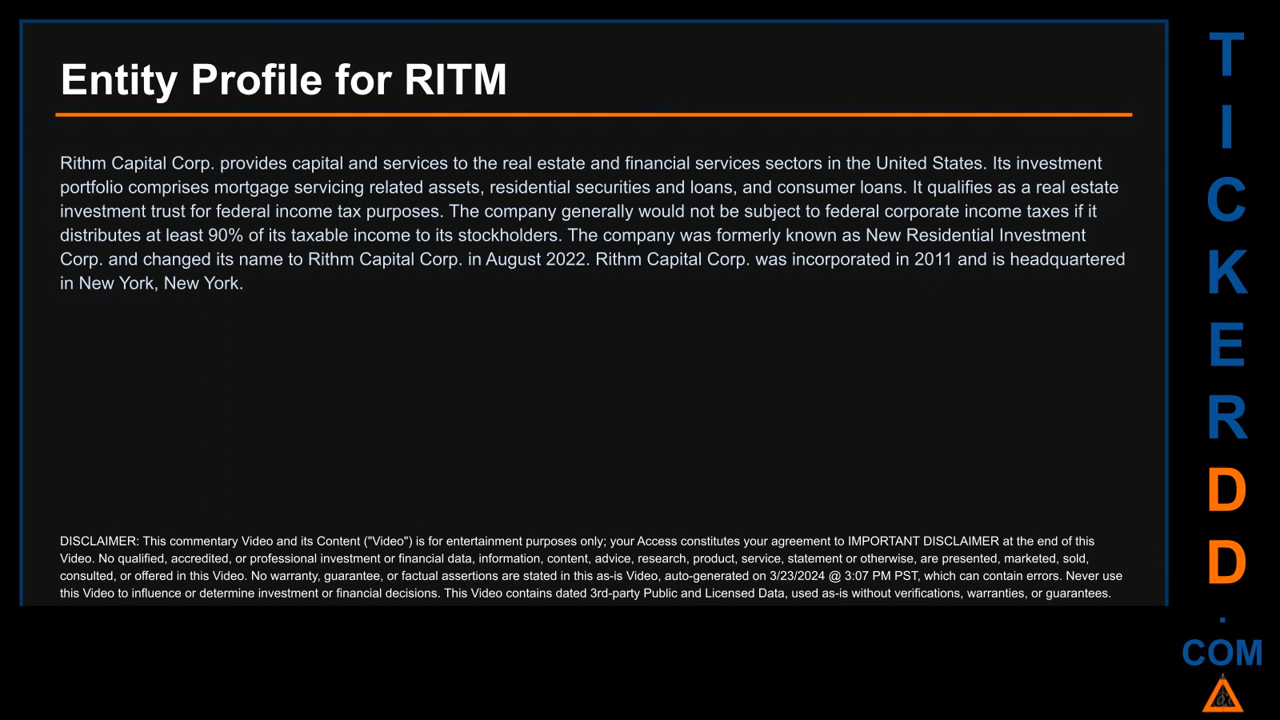 Entity Profile for RITM
Rithm Capital Corp. provides capital and services to the real estate and financial services sectors in the United States. Its investment
portfolio comprises mortgage servicing related assets, residential securities and loans, and consumer loans. It qualifies as a real estate
investment trust for federal income tax purposes. The company generally would not be subject to federal corporate income taxes if it
distributes at least 90% of its taxable income to its stockholders. The company was formerly known as New Residential Investment
Corp. and changed its name to Rithm Capital Corp. in August 2022. Rithm Capital Corp. was incorporated in 2011 and is headquartered
in New York, New York.
DISCLAIMER: This commentary Video and its Content ("Video") is for entertainment purposes only; your Access constitutes your agreement to IMPORTANT DISCLAIMER at the end of this
Video. No qualified, accredited, or professional investment or financial data, information, content, advice, research, product, service, statement or otherwise, are presented, marketed, sold,
consulted, or offered in this Video. No warranty, guarantee, or factual assertions are stated in this as-is Video, auto-generated on 3/23/2024 @ 3:07 PM PST, which can contain errors. Never use
this Video to influence or determine investment or financial decisions. This Video contains dated 3rd-party Public and Licensed Data, used as-is without verifications, warranties, or guarantees.
T
I
C
K
E
R
D
D
.
COM